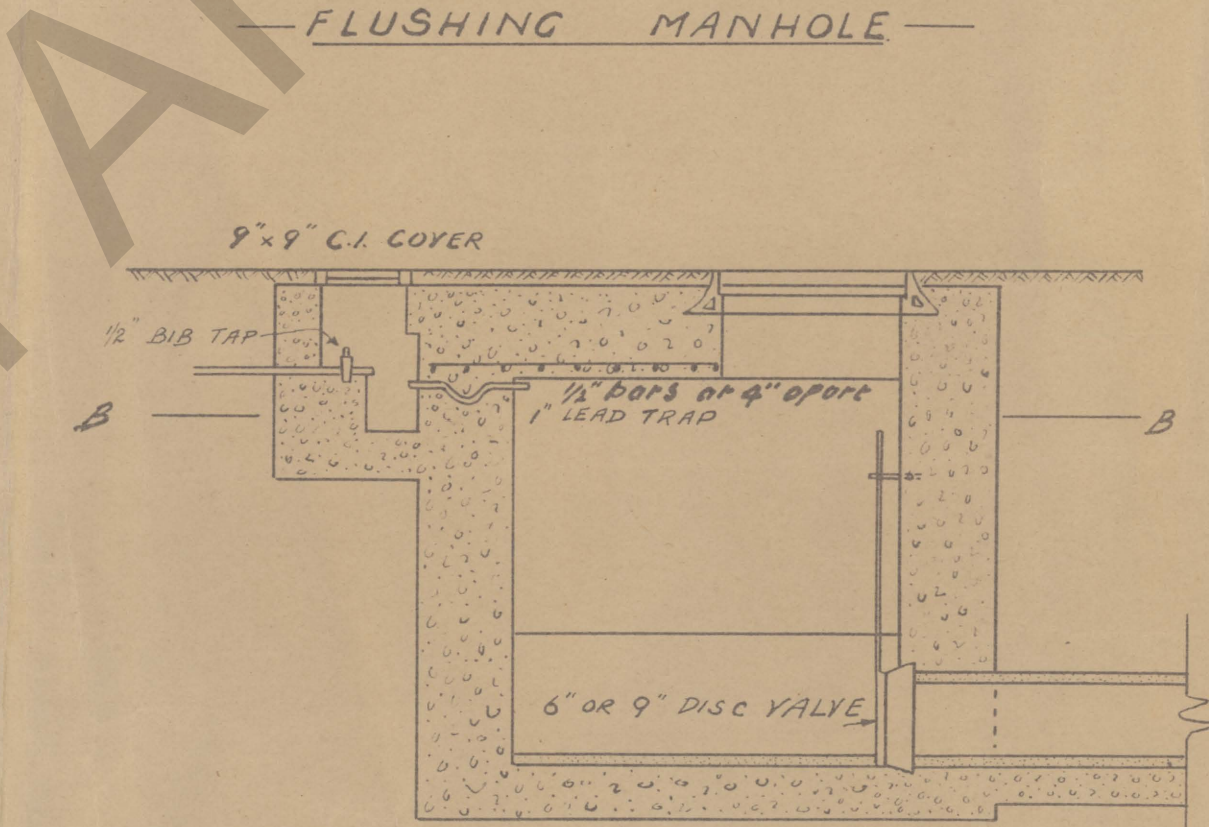 FLUSHING MANHOLE
9" x 9" C.I. COVER
1/2" BIB TAP
1/2" bars at 4" apart
1" LEAD TRAP
B B
6" OR 9" DISC VALVE